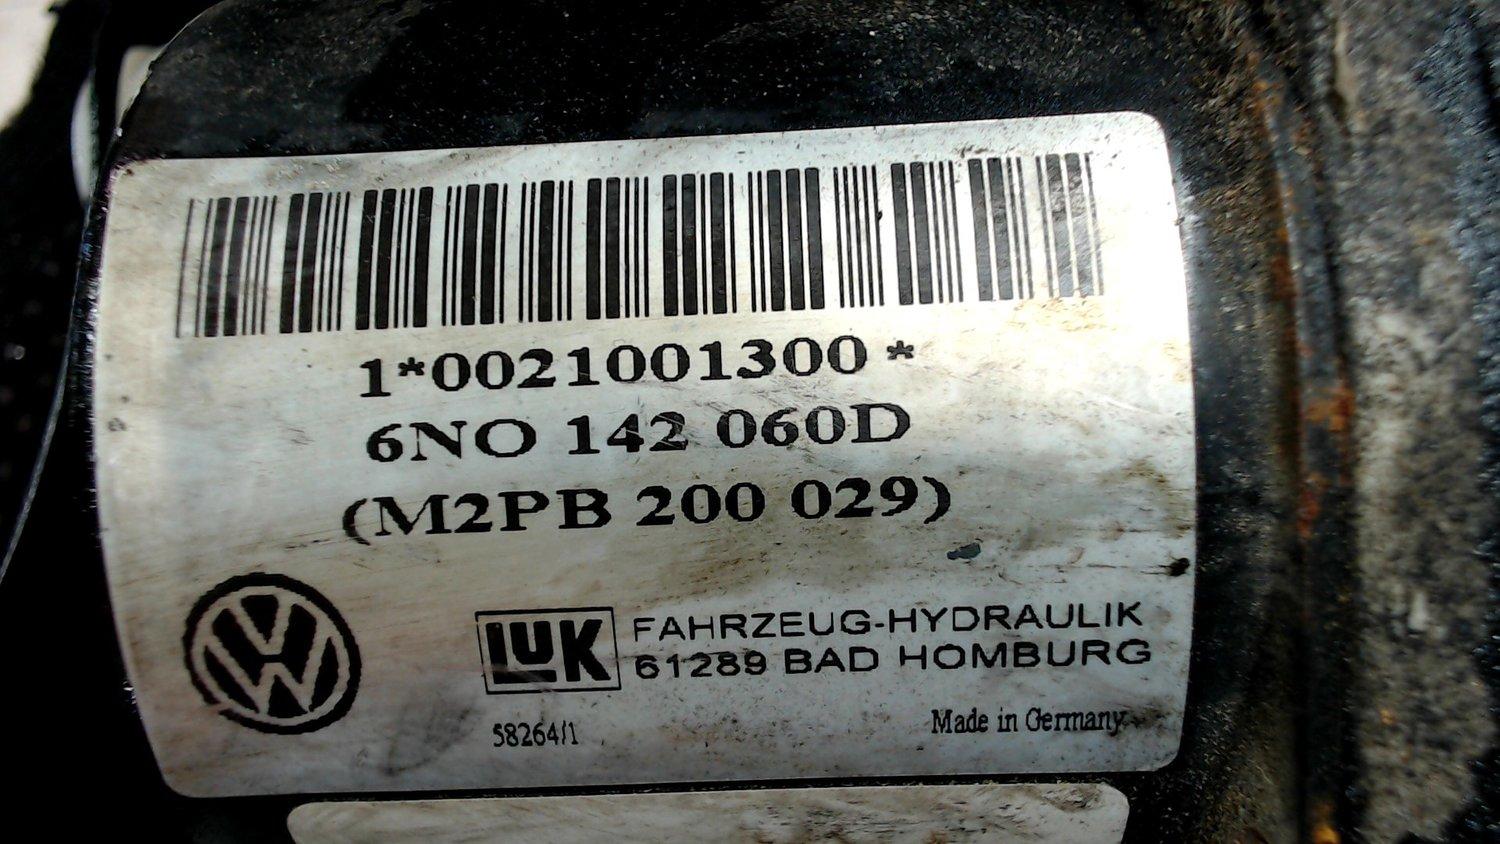 1*0021001300*
6NO 142 060D
(M2PB 200 029)
VW
LUK
FAHRZEUG-HYDRAULIK
61289 BAD HOMBURG
58264/1
Made in Germany